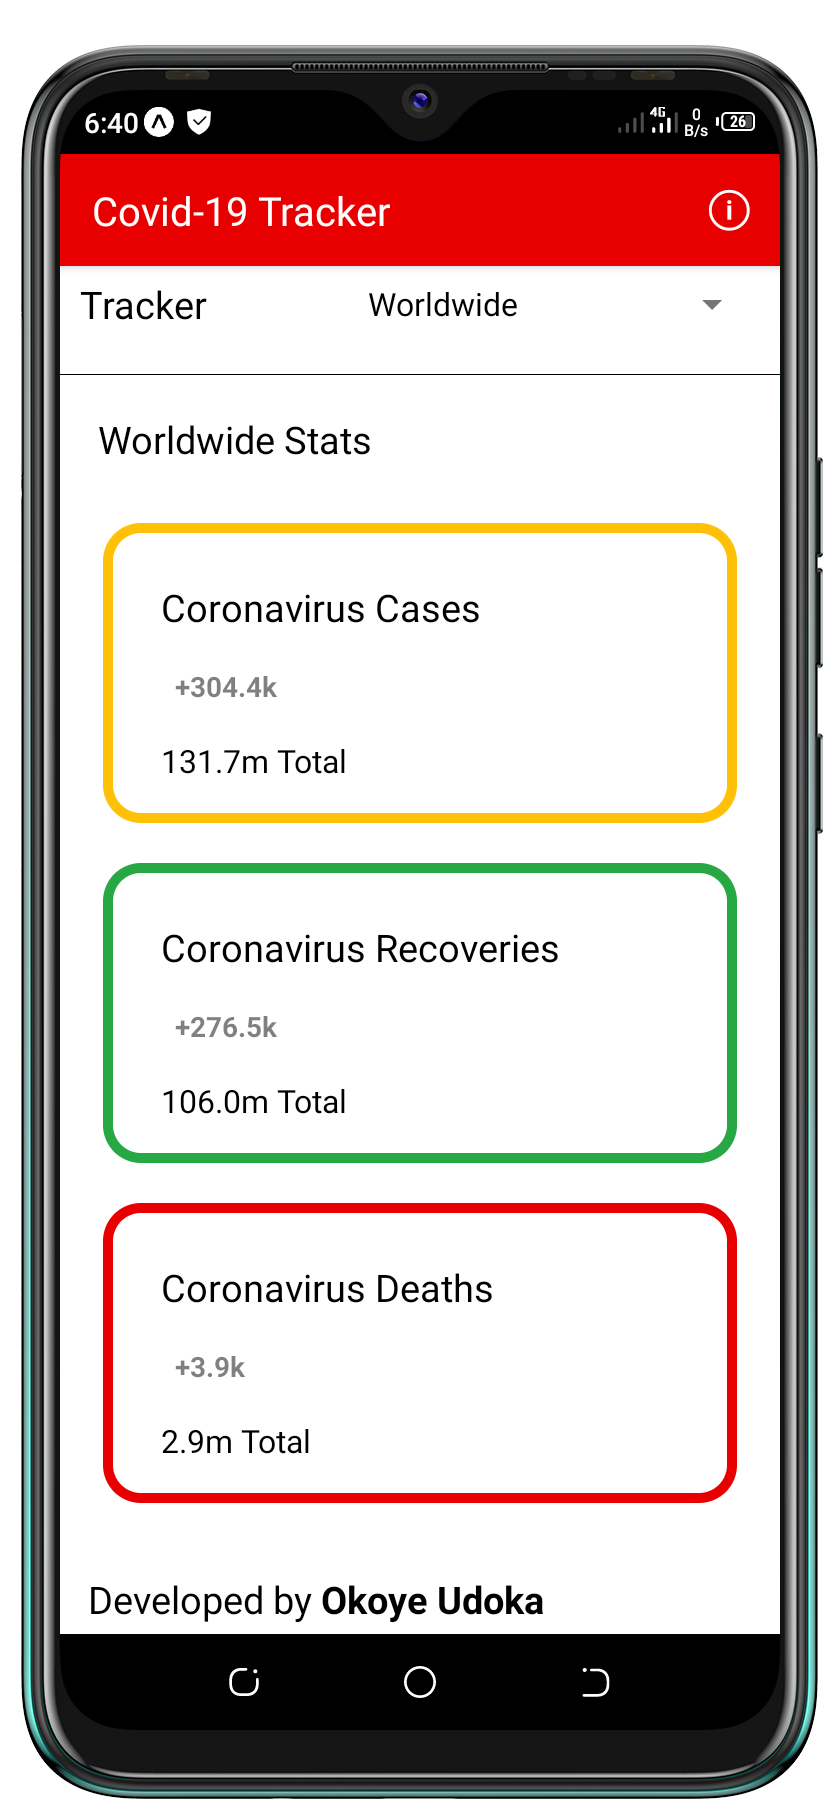 6:40 4G 0 B/s 26
Covid-19 Tracker
Tracker Worldwide
Worldwide Stats
Coronavirus Cases
+304.4k
131.7m Total
Coronavirus Recoveries
+276.5k
106.0m Total
Coronavirus Deaths
+3.9k
2.9m Total
Developed by Okoye Udoka